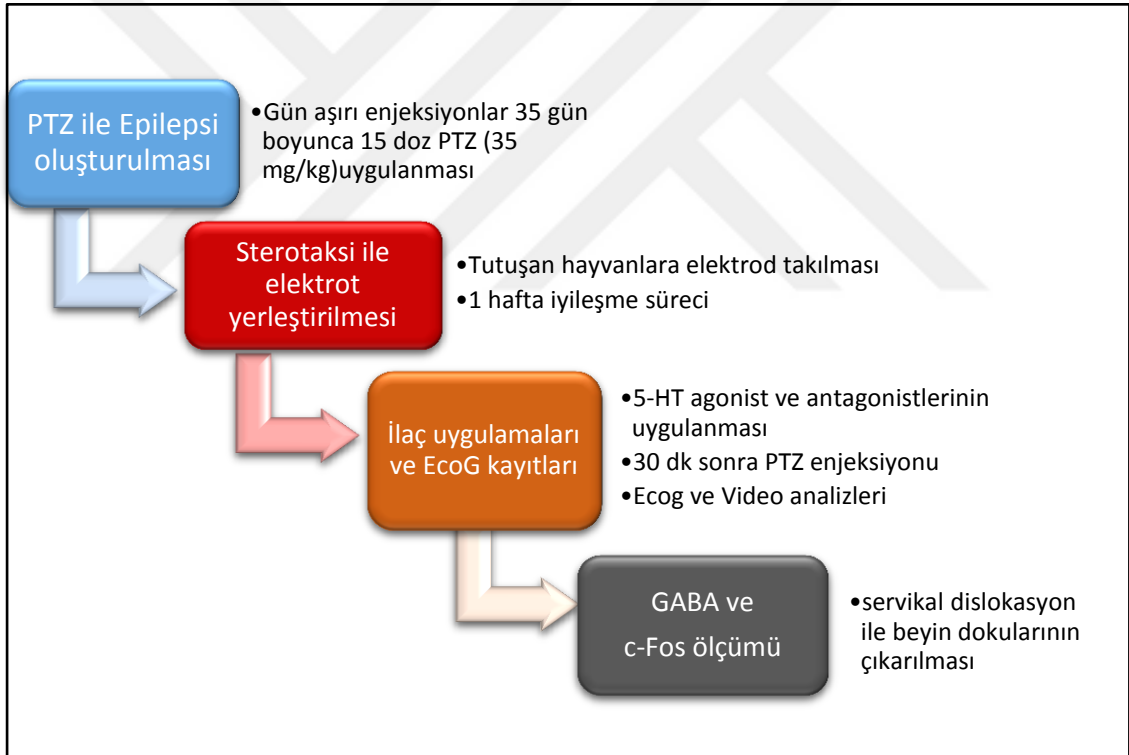 PTZ ile Epilepsi
oluşturulması
•Gün aşırı enjeksiyonlar 35 gün
boyunca 15 doz PTZ (35
mg/kg)uygulanması
Sterotaksi ile
elektrot
yerleştirilmesi
•Tutuşan hayvanlara elektrod takılması
•1 hafta iyileşme süreci
İlaç uygulamaları
ve EcoG kayıtları
•5-HT agonist ve antagonistlerinin
uygulanması
•30 dk sonra PTZ enjeksiyonu
•Ecog ve Video analizleri
GABA ve
c-Fos ölçümü
•servikal dislokasyon
ile beyin dokularının
çıkarılması